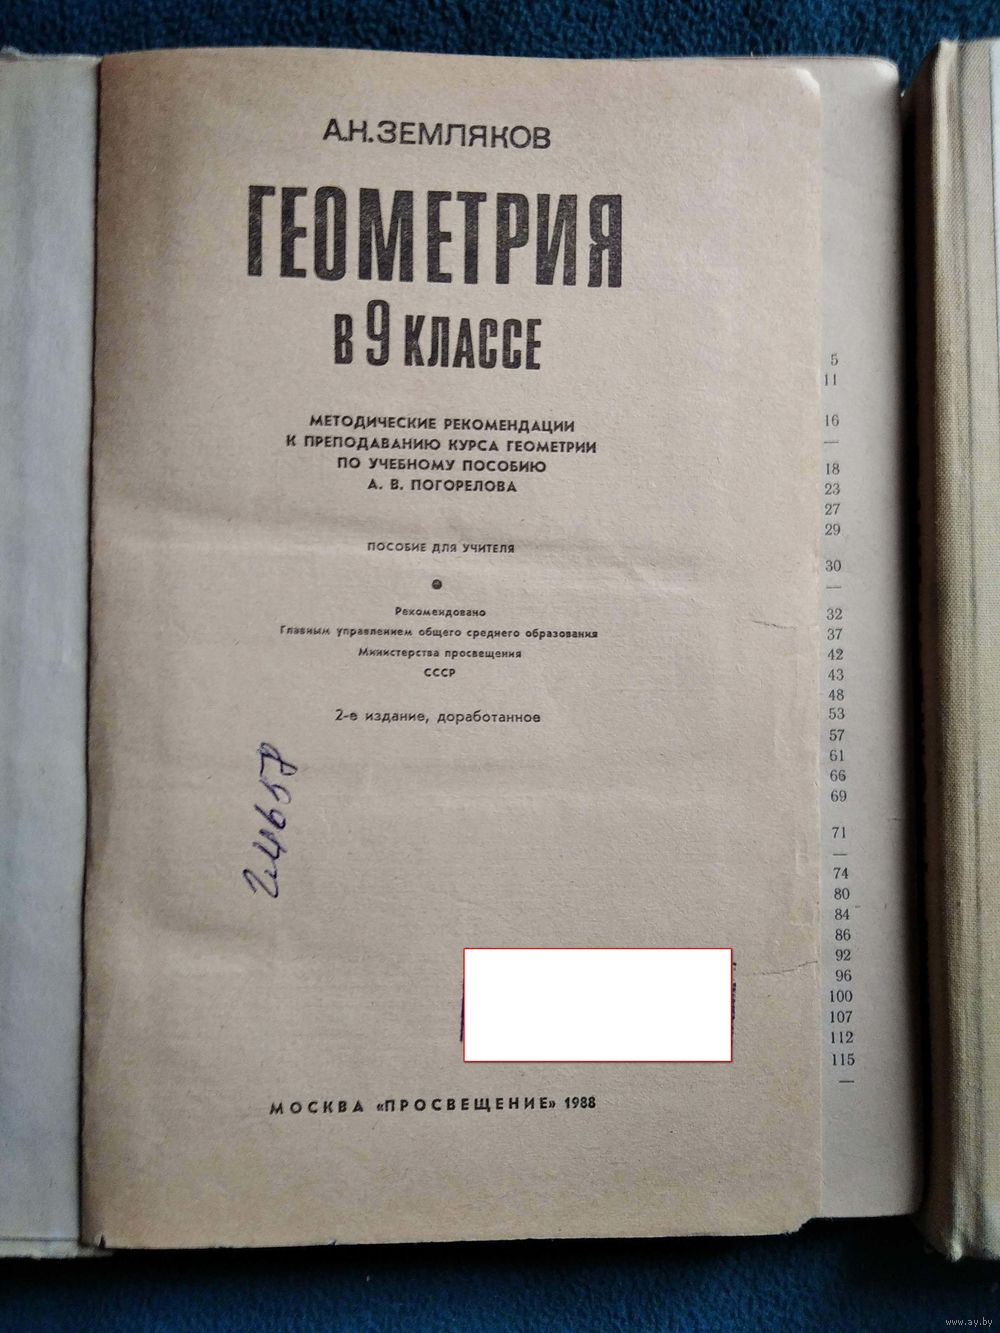 А.Н.ЗЕМЛЯКОВ
ГЕОМЕТРИЯ
В 9 КЛАССЕ
МЕТОДИЧЕСКИЕ РЕКОМЕНДАЦИИ
К ПРЕПОДАВАНИЮ КУРСА ГЕОМЕТРИИ
ПО УЧЕБНОМУ ПОСОБИЮ
А. В. ПОГОРЕЛОВА
ПОСОБИЕ ДЛЯ УЧИТЕЛЯ
Рекомендовано
Главным управлением общего среднего образования
Министерства просвещения
СССР
2-е издание, доработанное
МОСКВА «ПРОСВЕЩЕНИЕ» 1988
5
11
16
—
18
23
27
29
30
—
32
37
42
43
48
53
57
61
66
69
71
—
74
80
84
86
92
96
100
107
112
115
—
www.ay.by